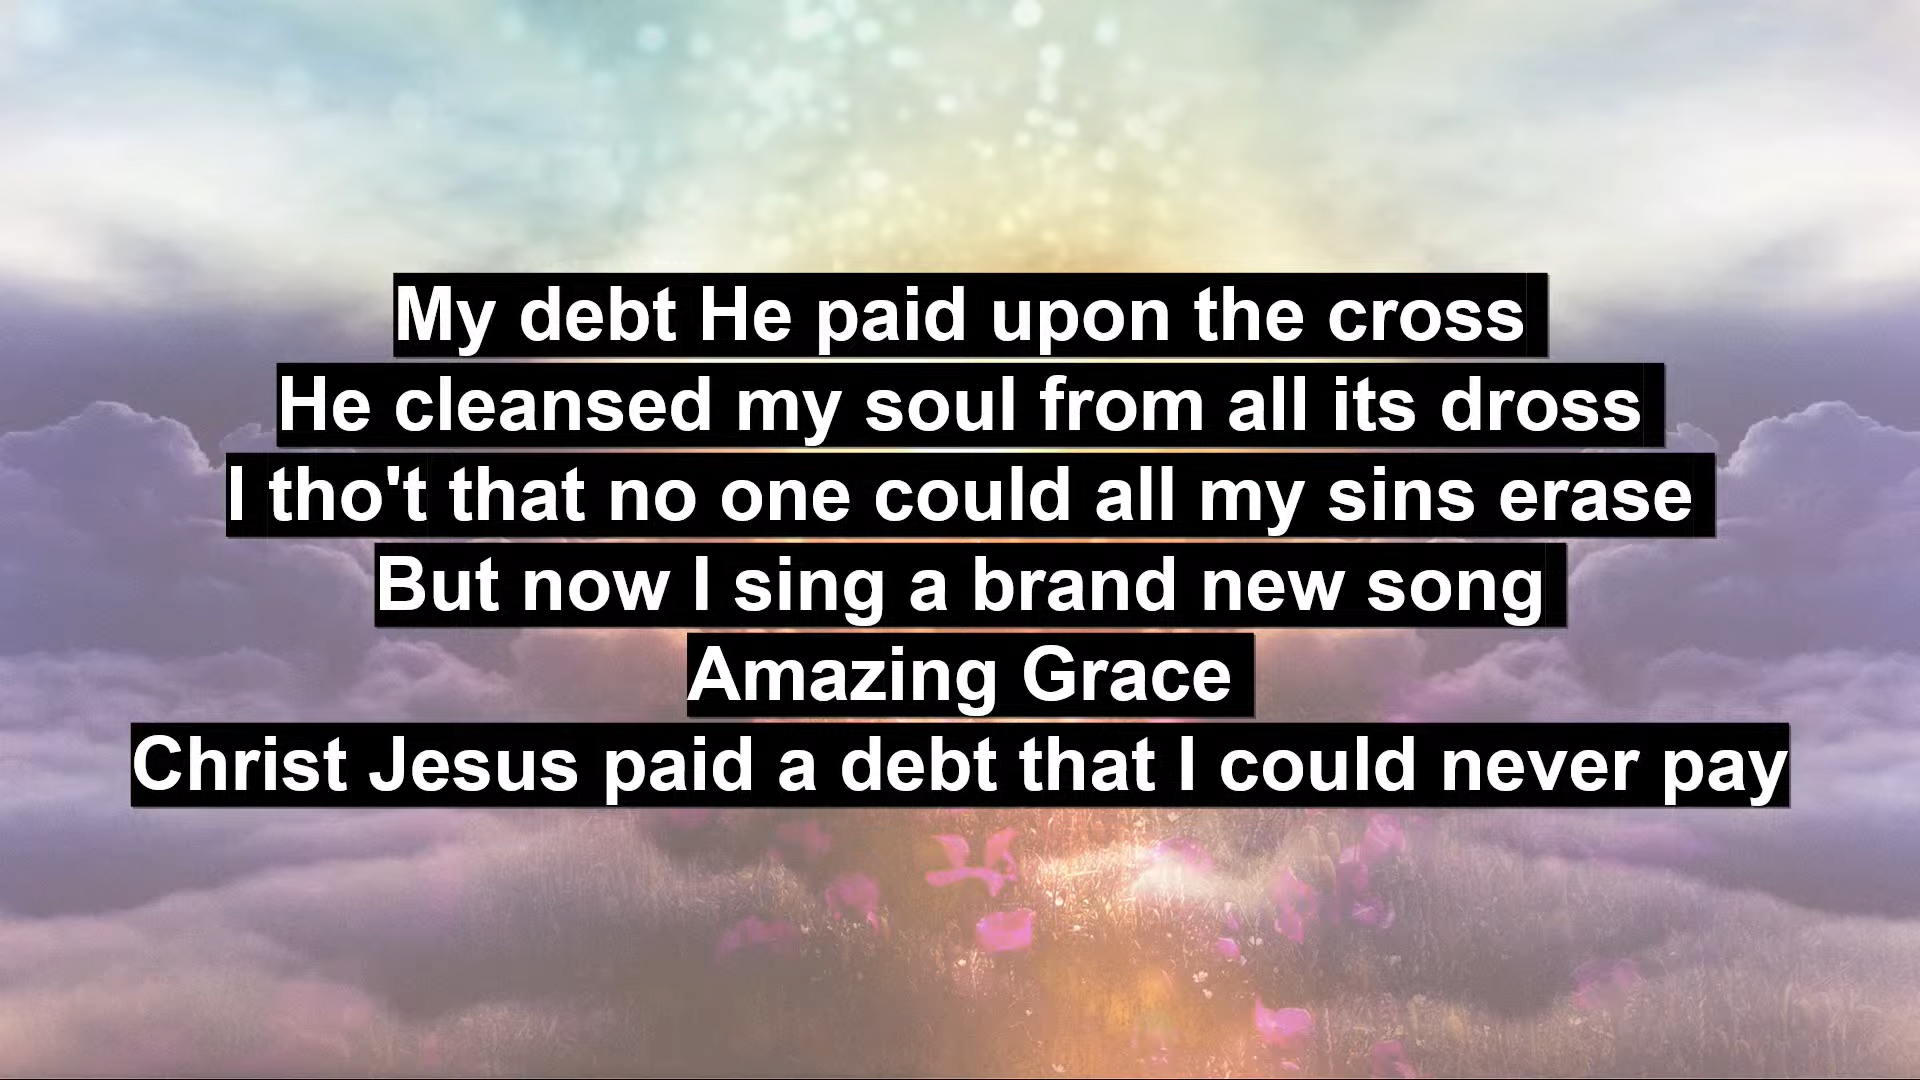 My debt He paid upon the cross
He cleansed my soul from all its dross
I tho't that no one could all my sins erase
But now I sing a brand new song
Amazing Grace
Christ Jesus paid a debt that I could never pay